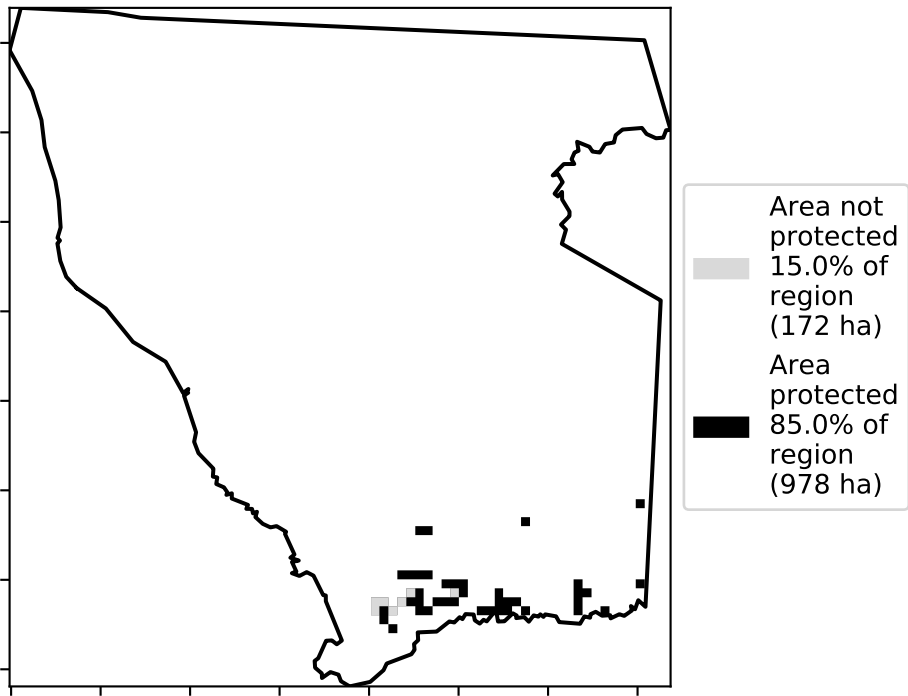 Area not
protected
15.0% of
region
(172 ha)
Area
protected
85.0% of
region
(978 ha)